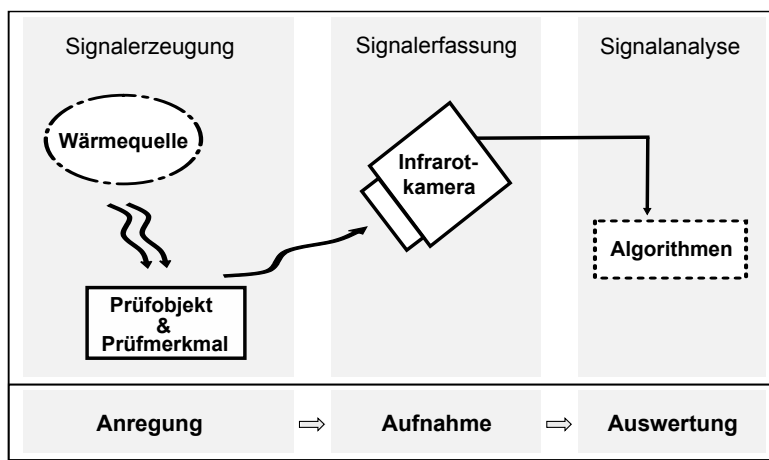 Signalerzeugung
Signalerfassung
Signalanalyse
Wärmequelle
Infrarot-
kamera
Algorithmen
Prüfobjekt
&
Prüfmerkmal
Anregung
Aufnahme
Auswertung